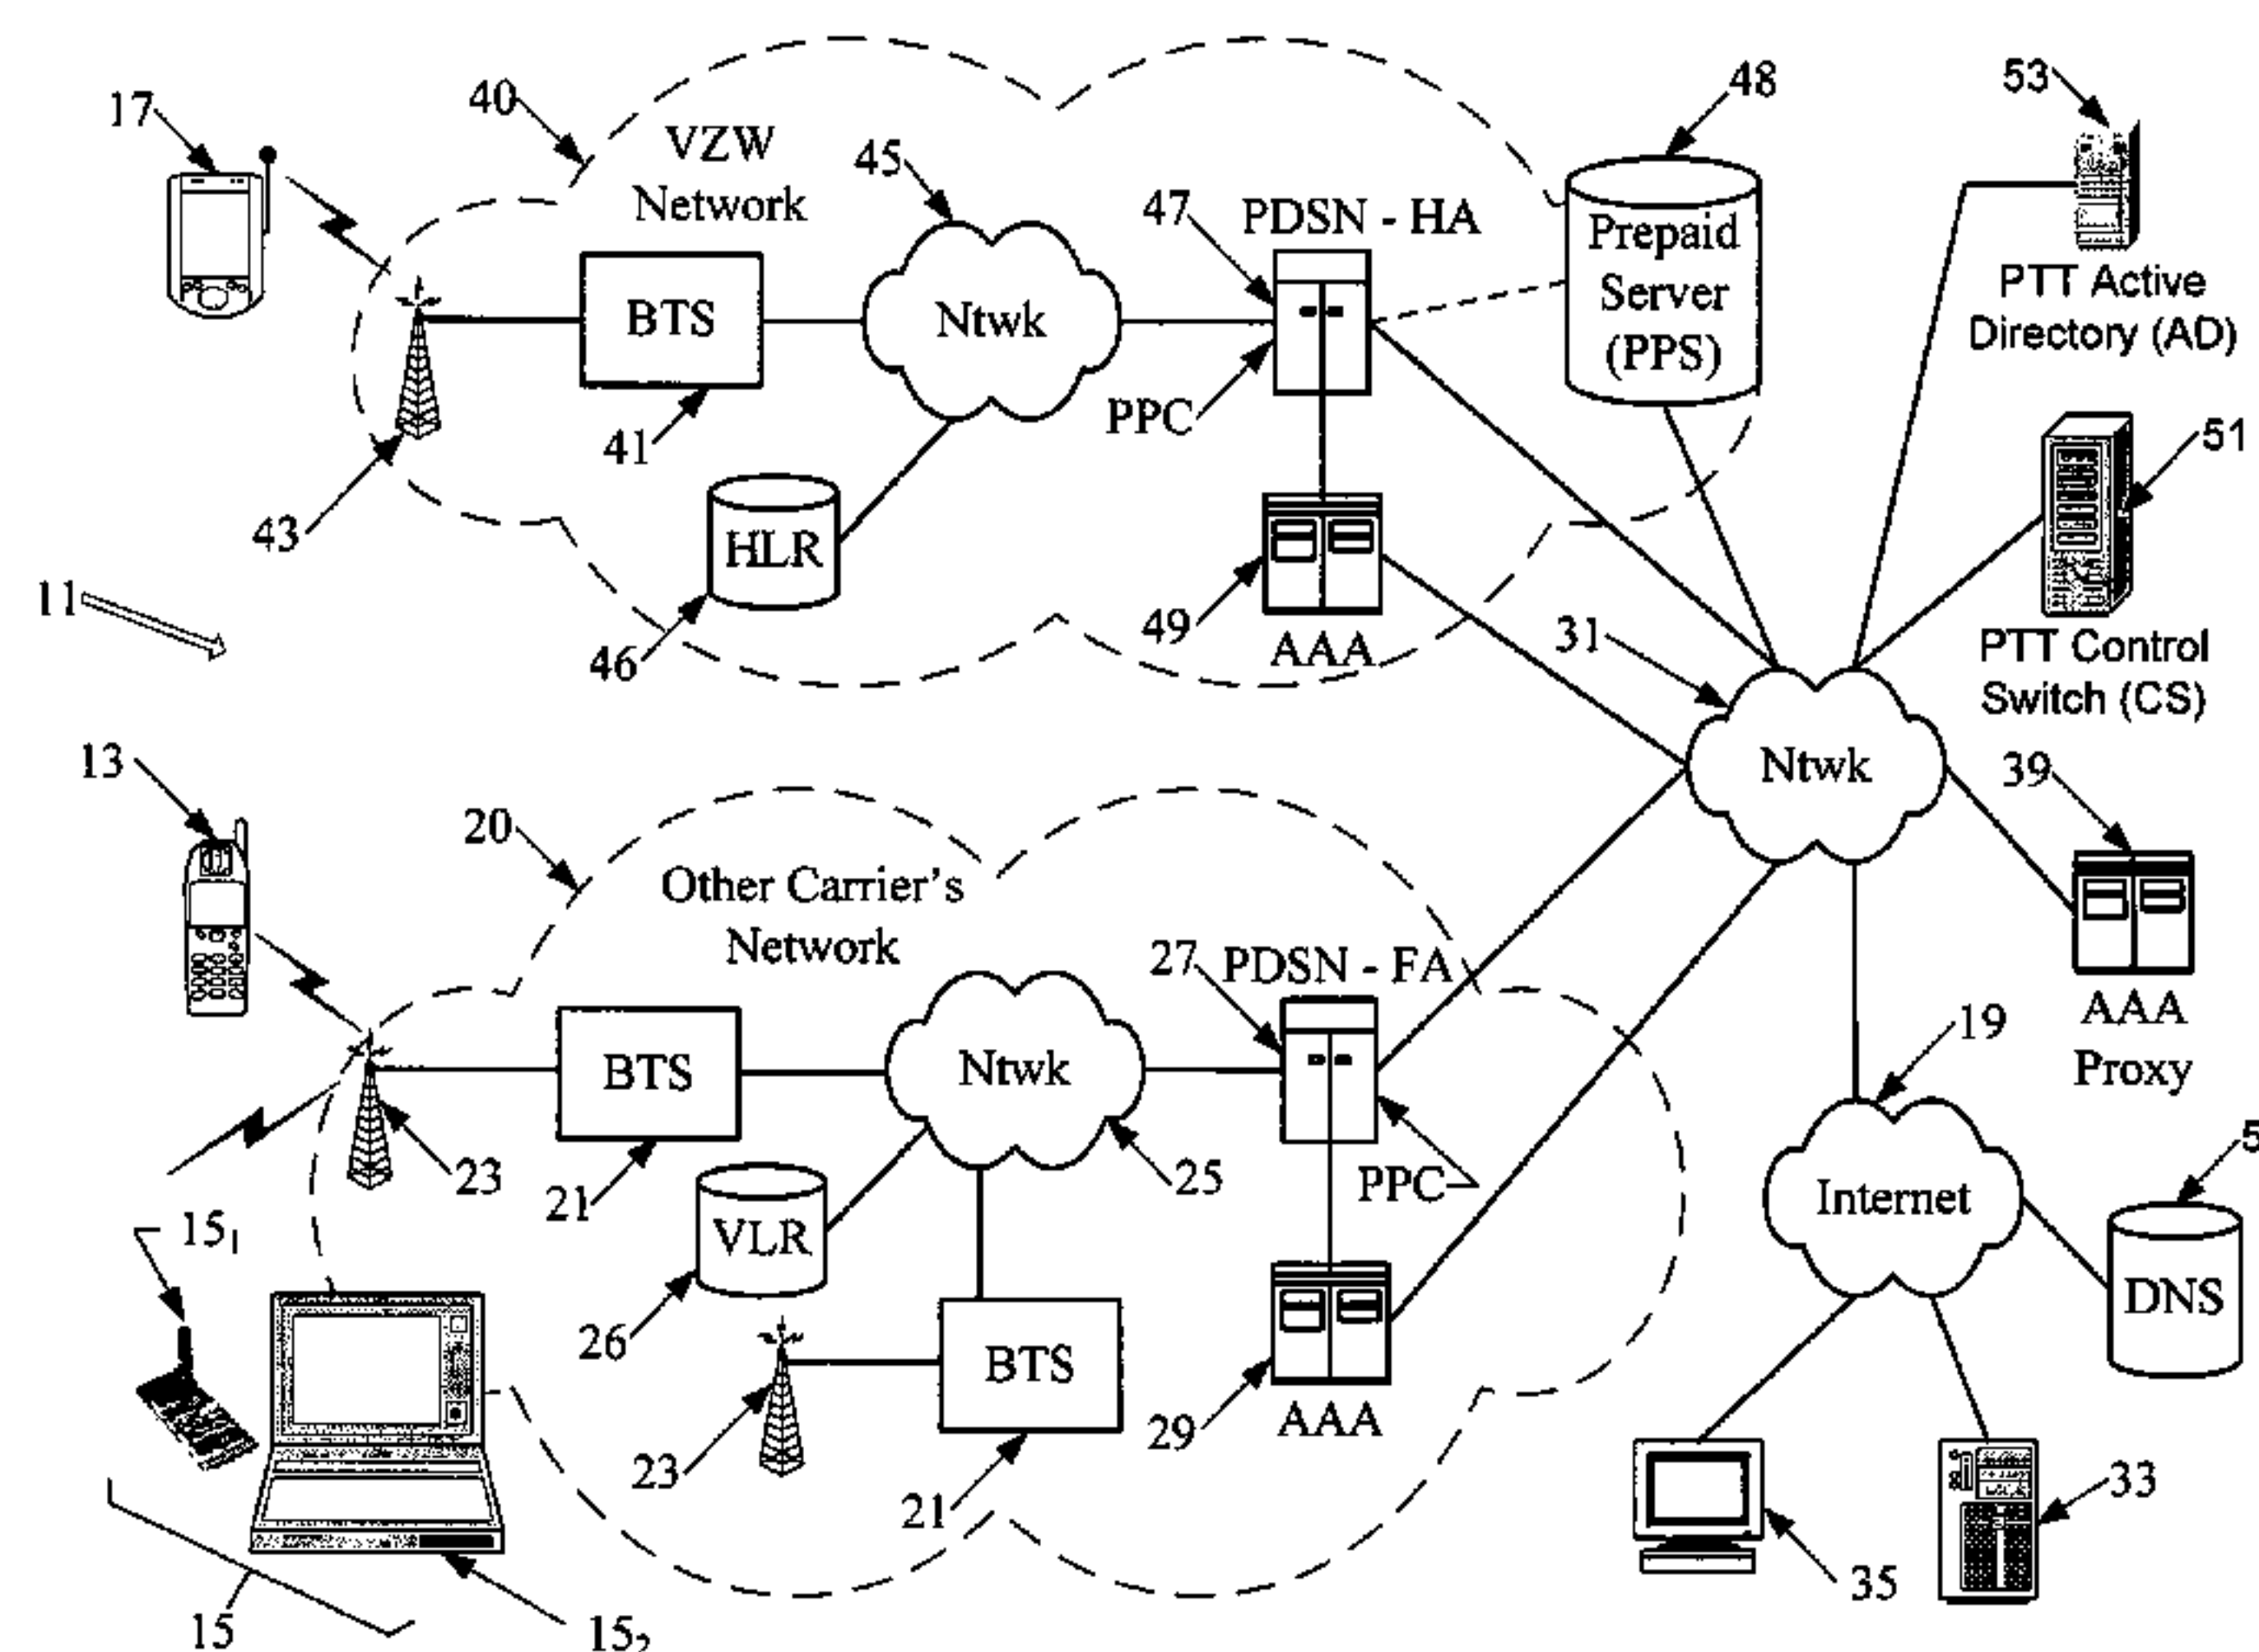 17
40
VZW
Network
45
47
PDSN - HA
48
53
Prepaid
Server
(PPS)
PTT Active
Directory (AD)
BTS
Ntwk
PPC
41
43
HLR
46
49
AAA
51
PTT Control
Switch (CS)
11
31
Ntwk
39
AAA
Proxy
13
20
Other Carrier's
Network
27
PDSN - FA
BTS
Ntwk
23
21
25
PPC
VLR
26
15₁
19
Internet
5
DNS
23
BTS
21
29
AAA
35
33
15
15₂